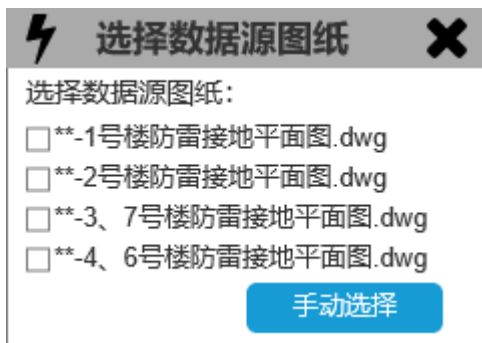 选择数据源图纸
选择数据源图纸：
**-1号楼防雷接地平面图.dwg
**-2号楼防雷接地平面图.dwg
**-3、7号楼防雷接地平面图.dwg
**-4、6号楼防雷接地平面图.dwg
手动选择